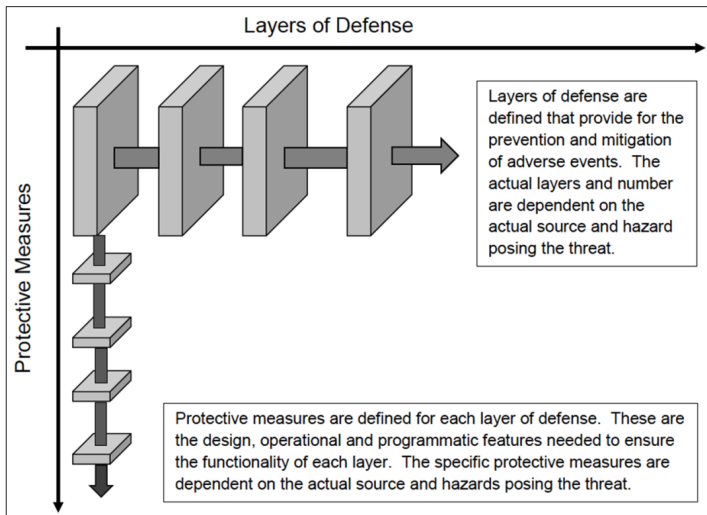 Layers of Defense
Protective Measures
Layers of defense are
defined that provide for the
prevention and mitigation
of adverse events.  The
actual layers and number
are dependent on the
actual source and hazard
posing the threat.
Protective measures are defined for each layer of defense.  These are
the design, operational and programmatic features needed to ensure
the functionality of each layer.  The specific protective measures are
dependent on the actual source and hazards posing the threat.